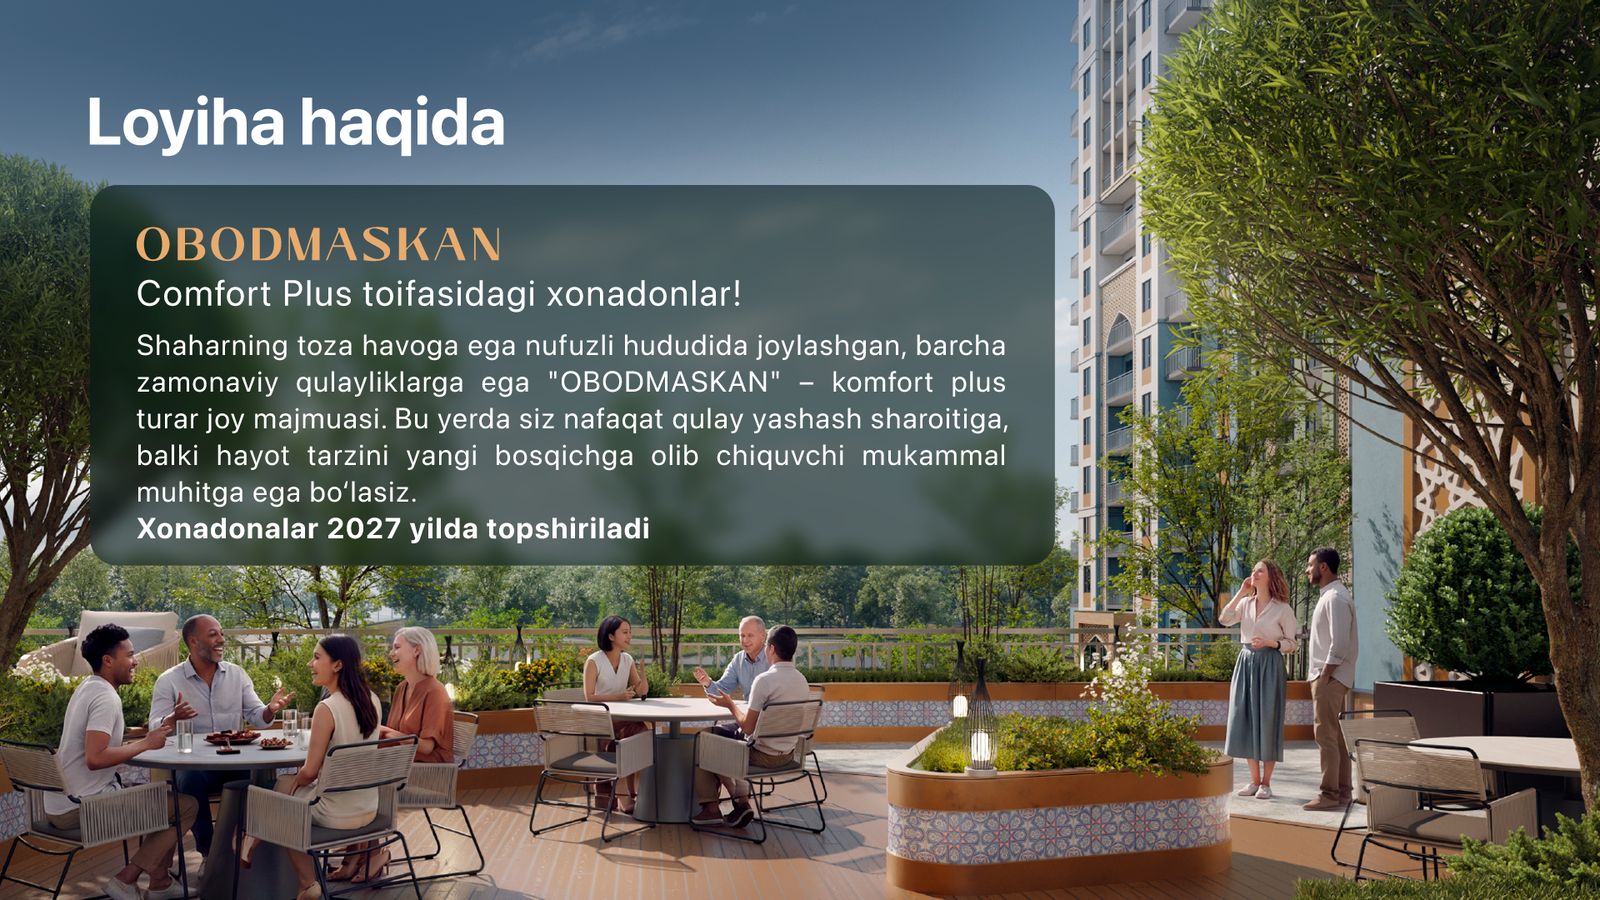 Loyiha haqida
OBODMASKAN
Comfort Plus toifasidagi xonadonlar!
Shaharning toza havoga ega nufuzli hududida joylashgan, barcha
zamonaviy qulayliklarga ega "OBODMASKAN" – komfort plus
turar joy majmuasi. Bu yerda siz nafaqat qulay yashash sharoitiga,
balki hayot tarzini yangi bosqichga olib chiquvchi mukammal
muhitga ega bo‘lasiz.
Xonadonalar 2027 yilda topshiriladi